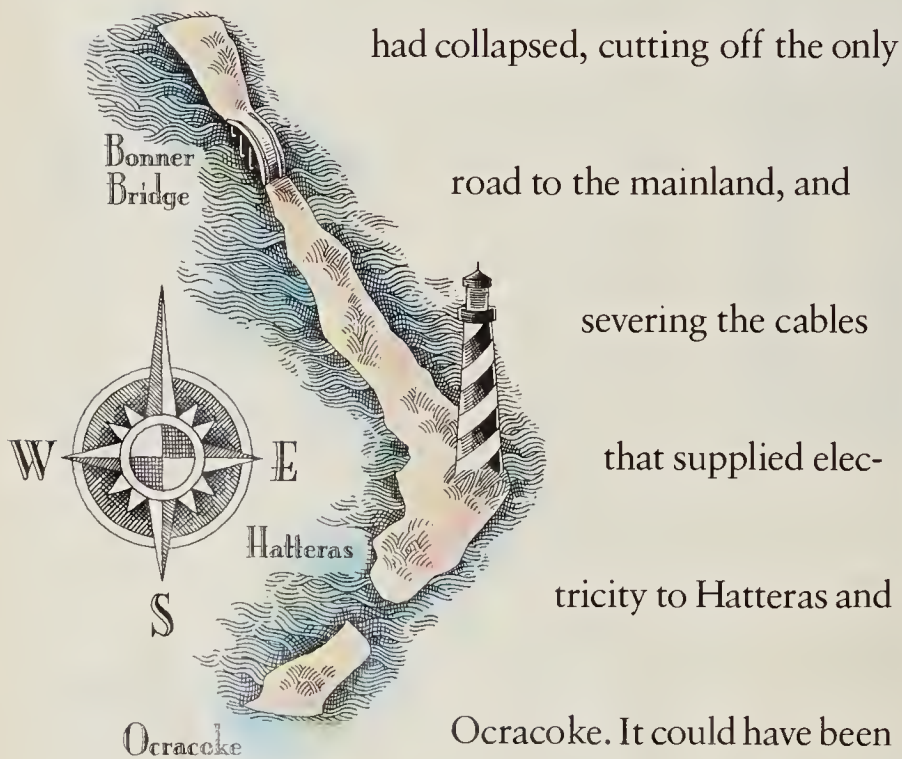 had collapsed, cutting off the only
Bonner
Bridge
road to the mainland, and
severing the cables
W
E
that supplied elec-
Hatteras
tricity to Hatteras and
S
Ocracoke
Ocracoke. It could have been